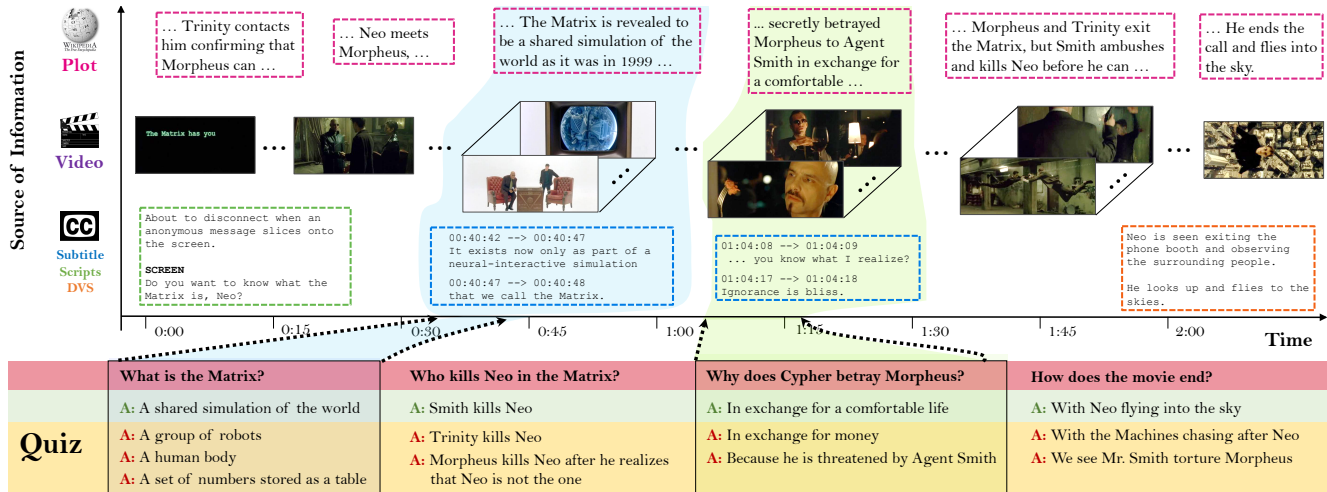 Source of Information
WIKIPEDIA
The Free Encyclopedia
Plot
Video
CC
Subtitle
Scripts
DVS
… Trinity contacts
him confirming that
Morpheus can …
… Neo meets
Morpheus, …
… The Matrix is revealed to
be a shared simulation of the
world as it was in 1999 …
... secretly betrayed
Morpheus to Agent
Smith in exchange for
a comfortable …
… Morpheus and Trinity exit
the Matrix, but Smith ambushes
and kills Neo before he can …
… He ends the
call and flies into
the sky.
The Matrix has you
About to disconnect when an
anonymous message slices onto
the screen.
SCREEN
Do you want to know what the
Matrix is, Neo?
00:40:42 --> 00:40:47
It exists now only as part of a
neural-interactive simulation
00:40:47 --> 00:40:48
that we call the Matrix.
01:04:08 --> 01:04:09
... you know what I realize?
01:04:17 --> 01:04:18
Ignorance is bliss.
Neo is seen exiting the
phone booth and observing
the surrounding people.
He looks up and flies to the
skies.
0:00
0:15
0:30
0:45
1:00
1:15
1:30
1:45
2:00
Time
Quiz
What is the Matrix?
A: A shared simulation of the world
A: A group of robots
A: A human body
A: A set of numbers stored as a table
Who kills Neo in the Matrix?
A: Smith kills Neo
A: Trinity kills Neo
A: Morpheus kills Neo after he realizes
that Neo is not the one
Why does Cypher betray Morpheus?
A: In exchange for a comfortable life
A: In exchange for money
A: Because he is threatened by Agent Smith
How does the movie end?
A: With Neo flying into the sky
A: With the Machines chasing after Neo
A: We see Mr. Smith torture Morpheus